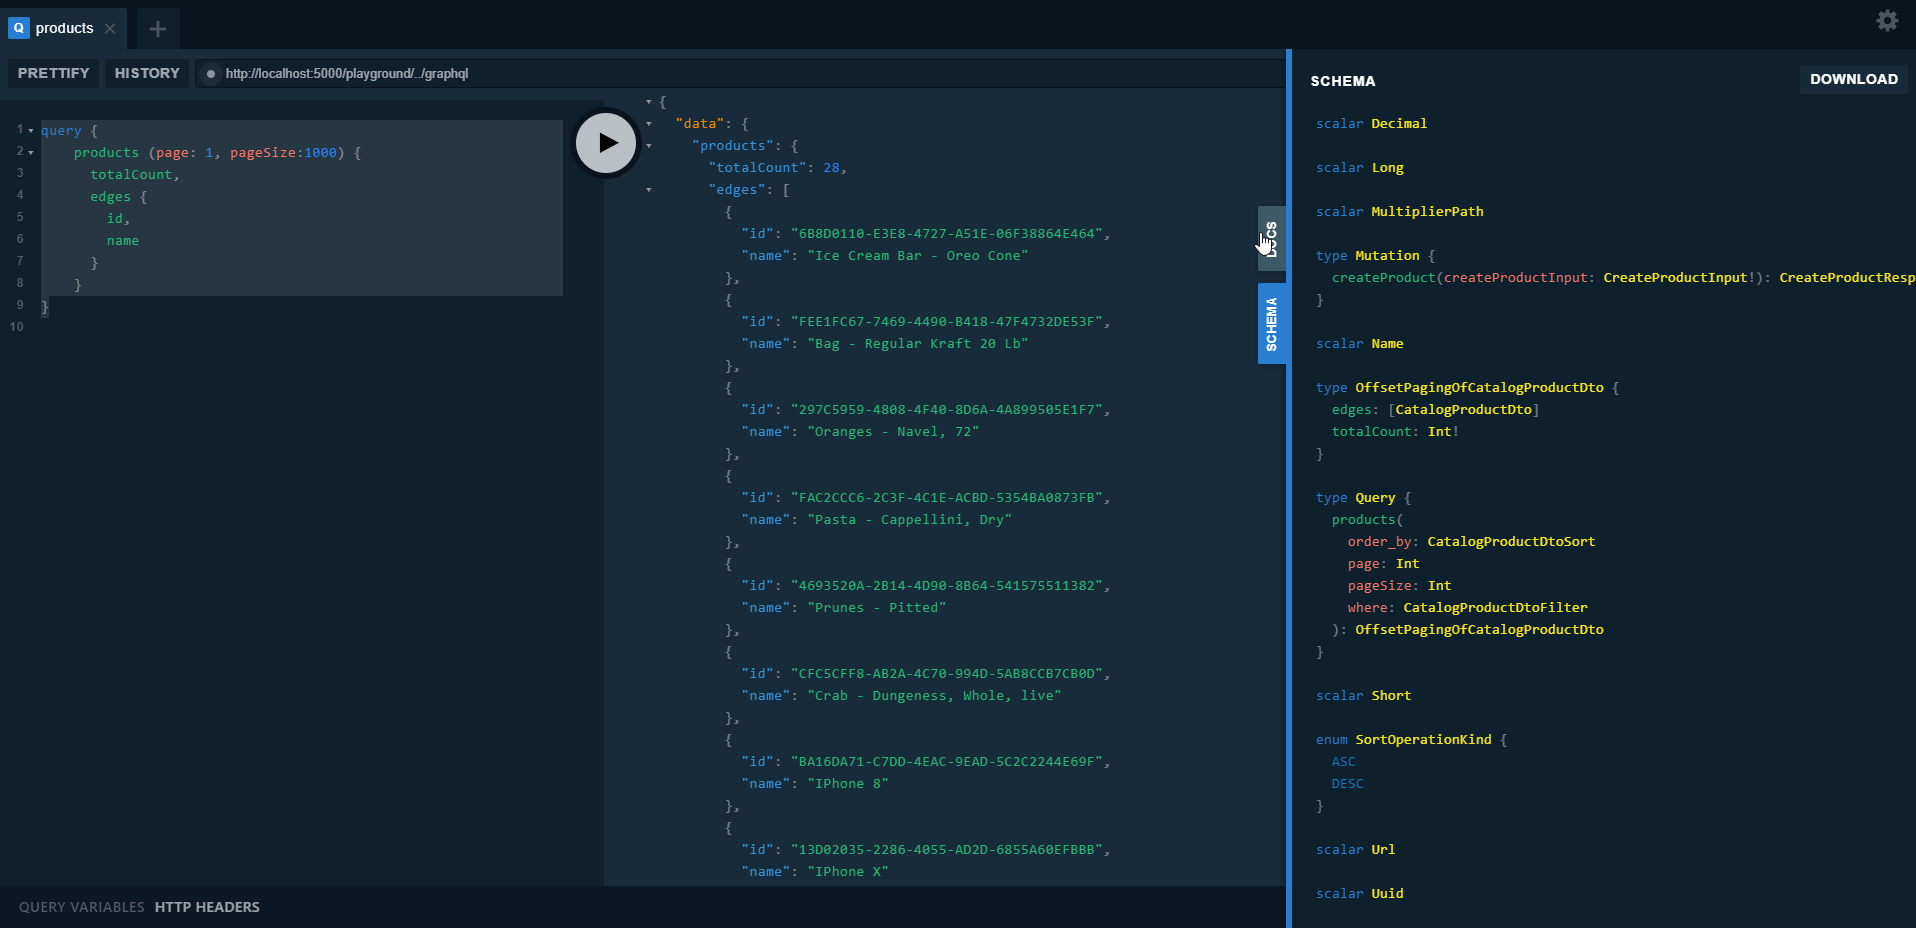 Q products
PRETTIFY HISTORY http://localhost:5000/playground/../graphql
1 query {
2 products (page: 1, pageSize:1000) {
3 totalCount,
4 edges {
5 id,
6 name
7 }
8 }
9 }
10
{
"data": {
"products": {
"totalCount": 28,
"edges": [
{
"id": "6B8D0110-E3E8-4727-A51E-06F38864E464",
"name": "Ice Cream Bar - Oreo Cone"
},
{
"id": "FEE1FC67-7469-4490-B418-47F4732DE53F",
"name": "Bag - Regular Kraft 20 Lb"
},
{
"id": "297C5959-4808-4F40-8D6A-4A899505E1F7",
"name": "Oranges - Navel, 72"
},
{
"id": "FAC2CCC6-2C3F-4C1E-ACBD-5354BA0873FB",
"name": "Pasta - Cappellini, Dry"
},
{
"id": "4693520A-2B14-4D90-8B64-541575511382",
"name": "Prunes - Pitted"
},
{
"id": "CFC5CFF8-AB2A-4C70-994D-5AB8CCB7CB0D",
"name": "Crab - Dungeness, Whole, live"
},
{
"id": "BA16DA71-C7DD-4EAC-9EAD-5C2C2244E69F",
"name": "IPhone 8"
},
{
"id": "13D02035-2286-4055-AD2D-6855A60EFBBB",
"name": "IPhone X"
DOCS
SCHEMA
SCHEMA
DOWNLOAD
scalar Decimal
scalar Long
scalar MultiplierPath
type Mutation {
createProduct(createProductInput: CreateProductInput!): CreateProductResp
}
scalar Name
type OffsetPagingOfCatalogProductDto {
edges: [CatalogProductDto]
totalCount: Int!
}
type Query {
products(
order_by: CatalogProductDtoSort
page: Int
pageSize: Int
where: CatalogProductDtoFilter
): OffsetPagingOfCatalogProductDto
}
scalar Short
enum SortOperationKind {
ASC
DESC
}
scalar Url
scalar Uuid
QUERY VARIABLES HTTP HEADERS